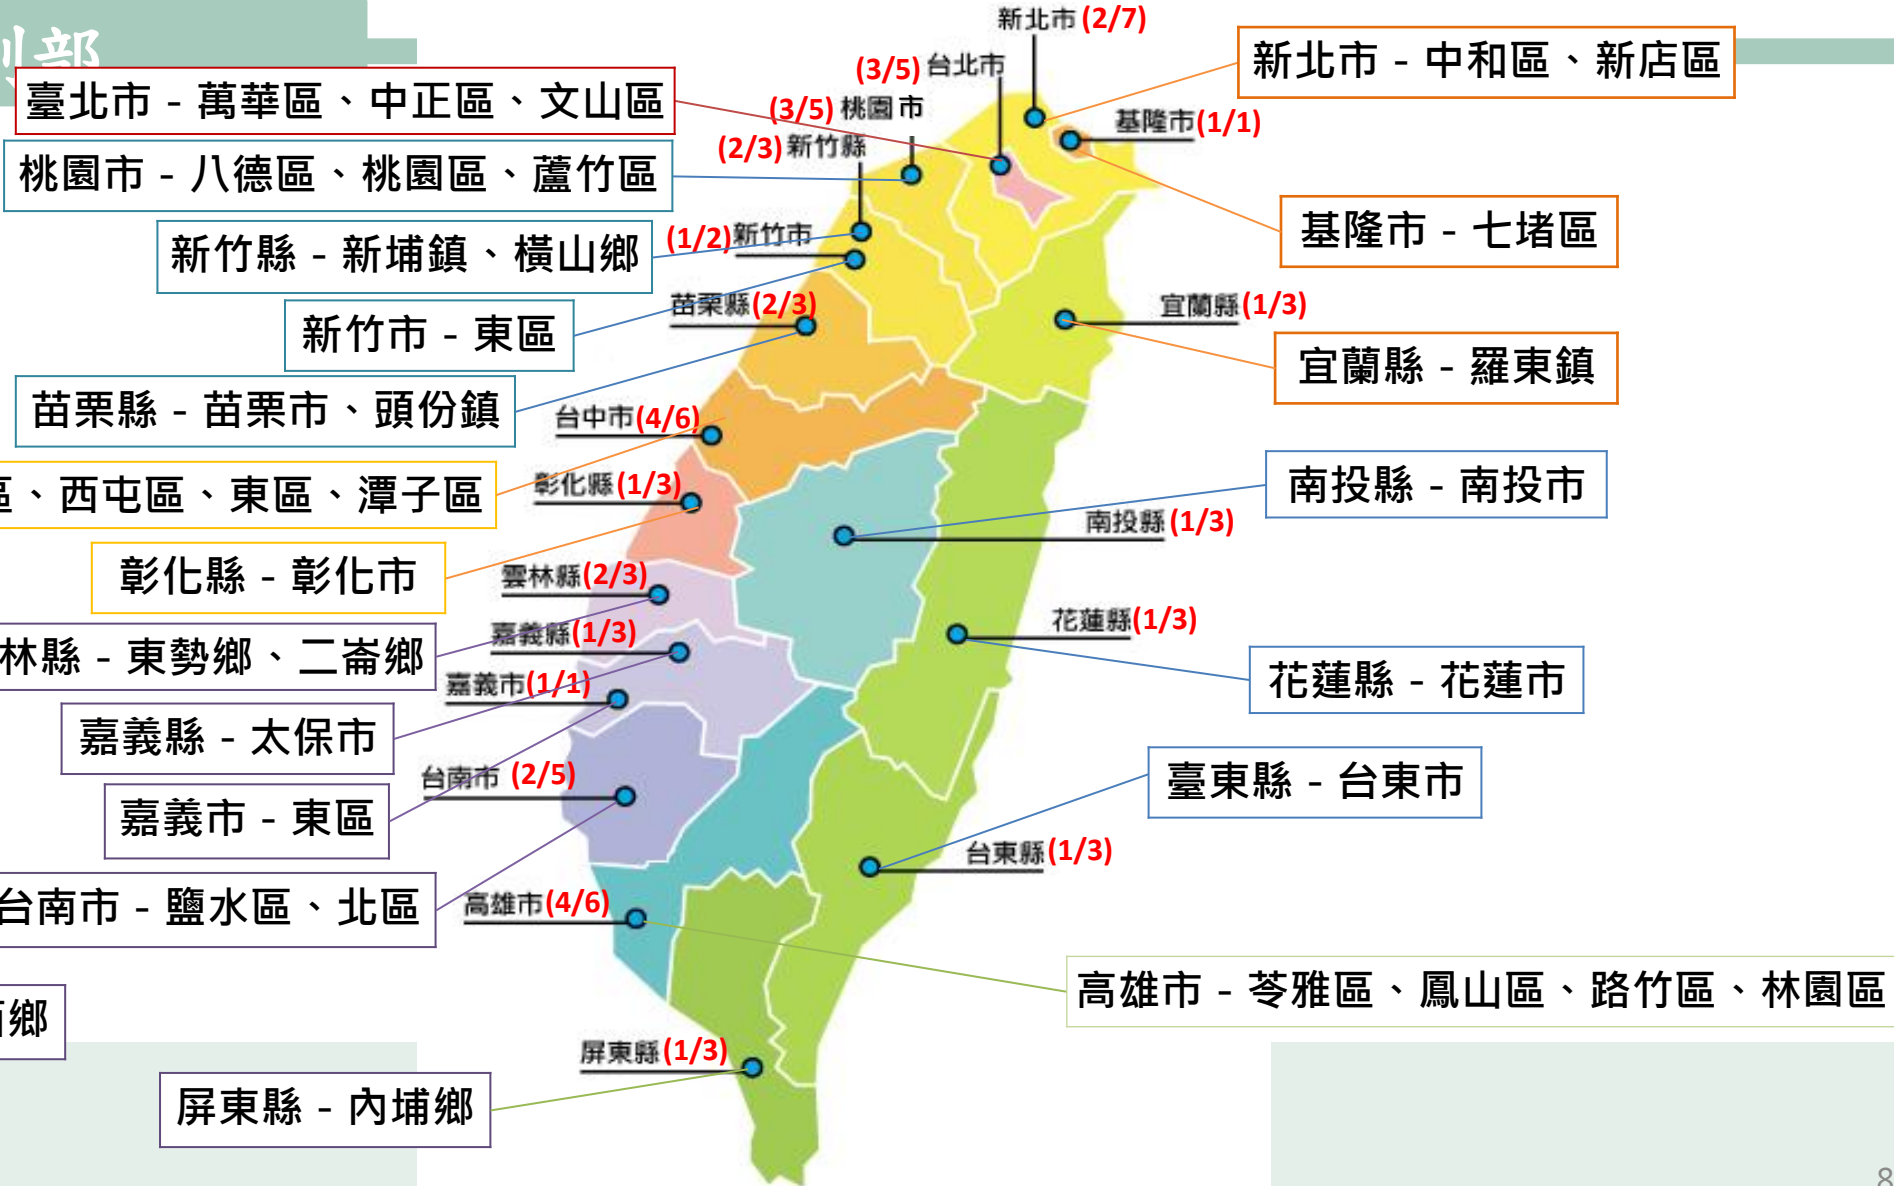 部
新北市 (2/7)
(3/5) 台北市
(3/5) 桃園市
(2/3) 新竹縣
基隆市(1/1)
新北市 - 中和區、新店區
臺北市 - 萬華區、中正區、文山區
桃園市 - 八德區、桃園區、蘆竹區
基隆市 - 七堵區
新竹縣 - 新埔鎮、橫山鄉
(1/2) 新竹市
新竹市 - 東區
苗栗縣(2/3)
宜蘭縣(1/3)
宜蘭縣 - 羅東鎮
苗栗縣 - 苗栗市、頭份鎮
台中市(4/6)
區、西屯區、東區、潭子區
彰化縣(1/3)
南投縣 - 南投市
南投縣(1/3)
彰化縣 - 彰化市
雲林縣(2/3)
林縣 - 東勢鄉、二崙鄉
嘉義縣(1/3)
花蓮縣(1/3)
花蓮縣 - 花蓮市
嘉義市(1/1)
嘉義縣 - 太保市
台南市 (2/5)
臺東縣 - 台東市
嘉義市 - 東區
台東縣(1/3)
台南市 - 鹽水區、北區
高雄市(4/6)
高雄市 - 苓雅區、鳳山區、路竹區、林園區
鄉
屏東縣(1/3)
屏東縣 - 內埔鄉
8